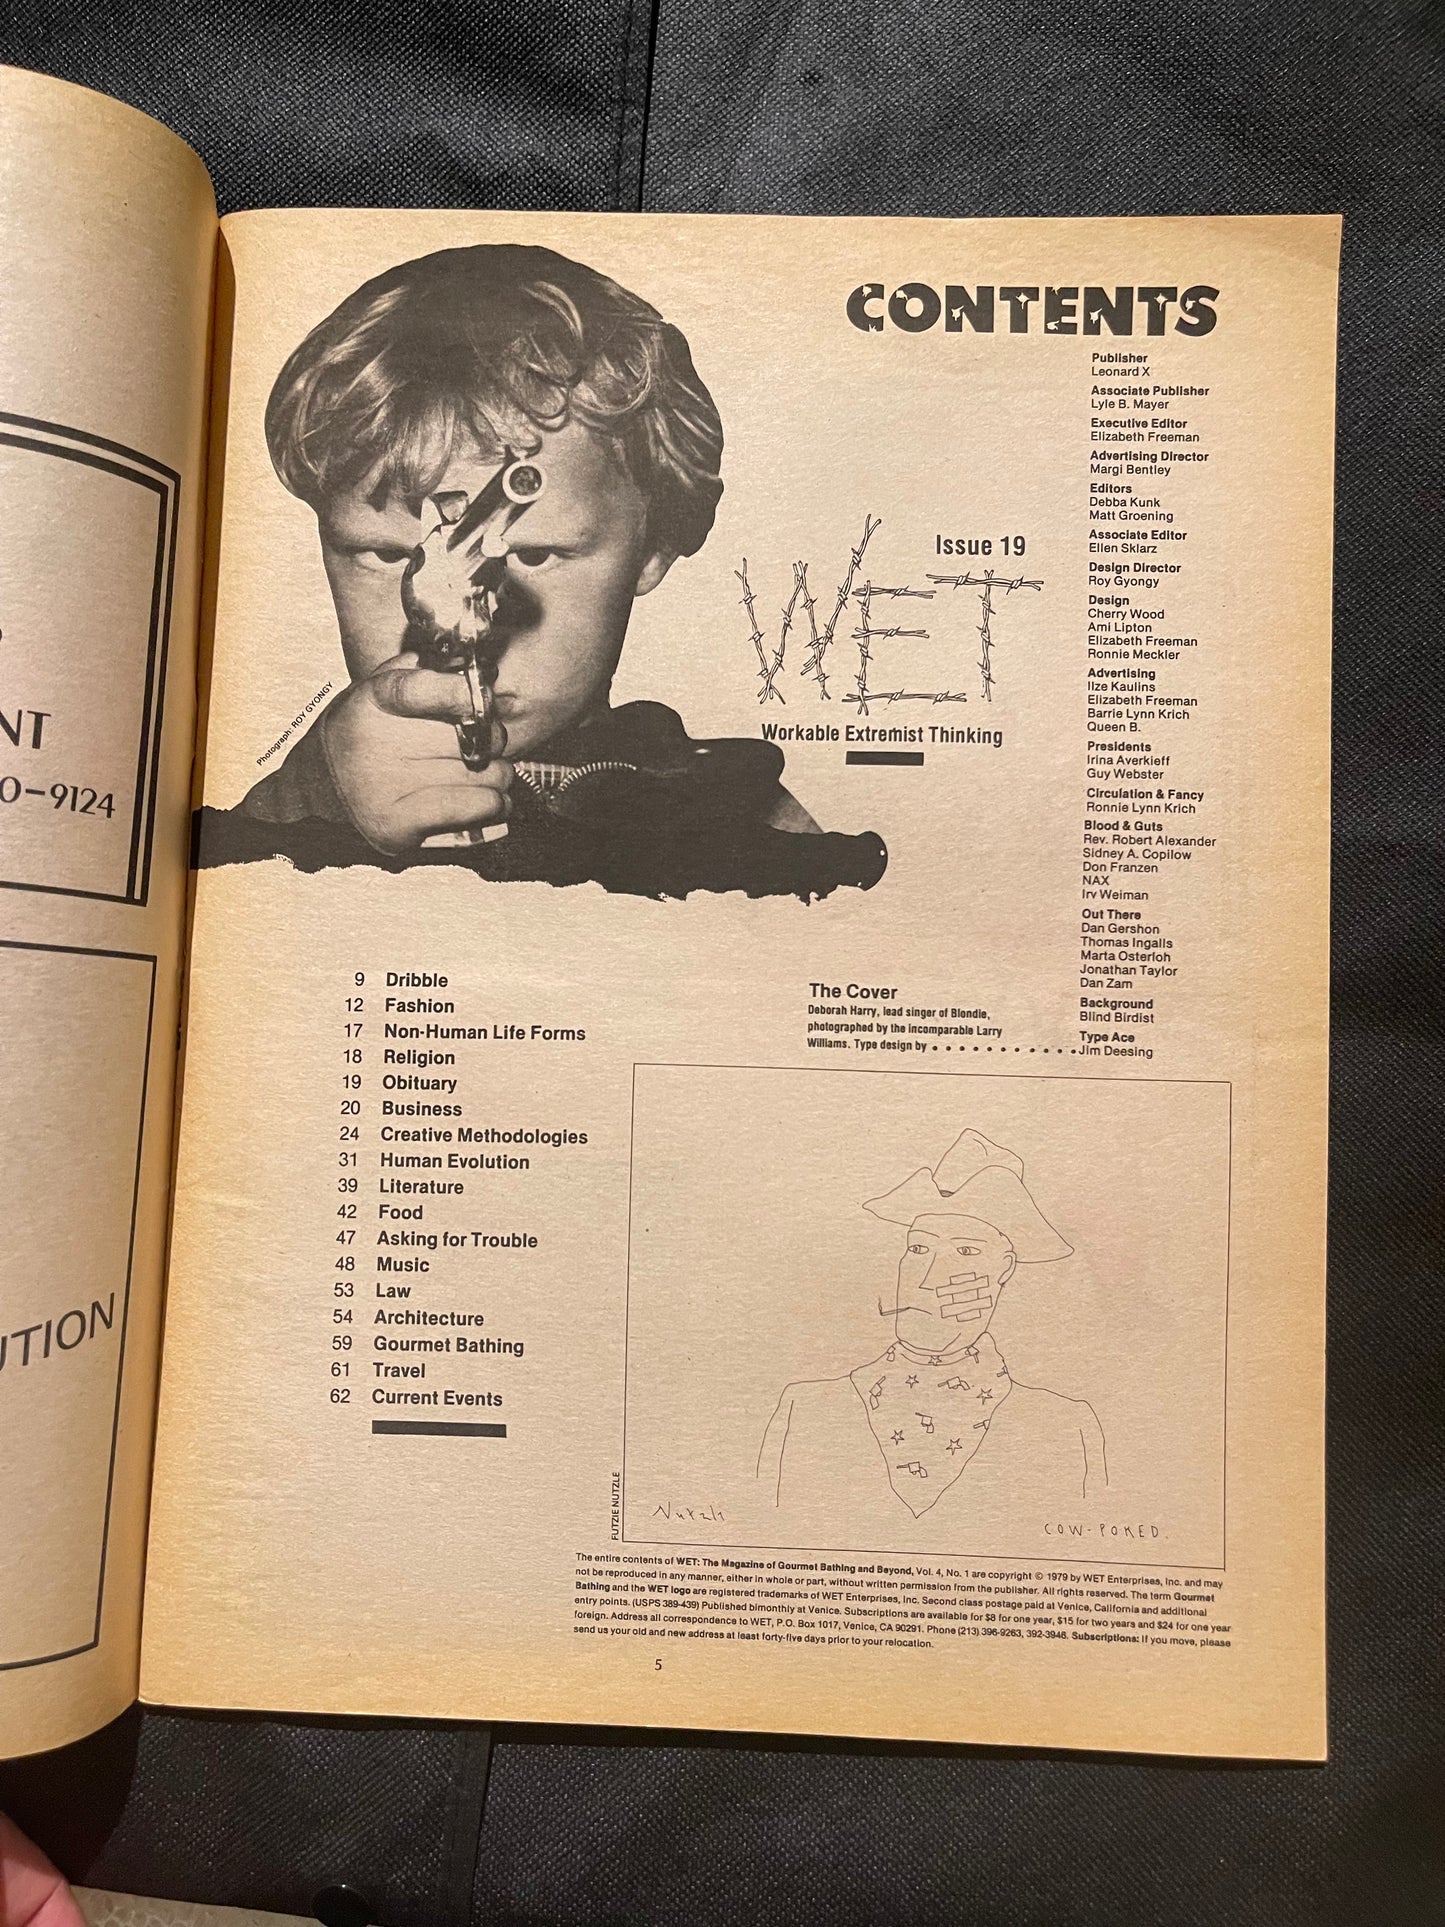 NT
0-9124
UTION
CONTENTS
Publisher
Leonard X
Associate Publisher
Lyle B. Mayer
Executive Editor
Elizabeth Freeman
Advertising Director
Margi Bentley
Editors
Debba Kunk
Matt Groening
Associate Editor
Ellen Sklarz
Design Director
Roy Gyongy
Design
Cherry Wood
Ami Lipton
Elizabeth Freeman
Ronnie Meckler
Advertising
Ilze Kaulins
Elizabeth Freeman
Barrie Lynn Krich
Queen B.
Presidents
Irina Averkieff
Guy Webster
Circulation & Fancy
Ronnie Lynn Krich
Blood & Guts
Rev. Robert Alexander
Sidney A. Copilow
Don Franzen
NAX
Irv Weiman
Out There
Dan Gershon
Thomas Ingalls
Marta Osterloh
Jonathan Taylor
Dan Zam
Background
Blind Birdist
Type Ace
Jim Deesing
Issue 19
WET
Workable Extremist Thinking
Photograph: ROY GYONGY
9 Dribble
12 Fashion
17 Non-Human Life Forms
18 Religion
19 Obituary
20 Business
24 Creative Methodologies
31 Human Evolution
39 Literature
42 Food
47 Asking for Trouble
48 Music
53 Law
54 Architecture
59 Gourmet Bathing
61 Travel
62 Current Events
The Cover
Deborah Harry, lead singer of Blondie,
photographed by the incomparable Larry
Williams. Type design by . . . . . . . . . . .
FUTZIE NUTZLE
Nutzle
COW-POKED.
The entire contents of WET: The Magazine of Gourmet Bathing and Beyond, Vol. 4, No. 1 are copyright © 1979 by WET Enterprises, Inc. and may
not be reproduced in any manner, either in whole or part, without written permission from the publisher. All rights reserved. The term Gourmet
Bathing and the WET logo are registered trademarks of WET Enterprises, Inc. Second class postage paid at Venice, California and additional
entry points. (USPS 389-439) Published bimonthly at Venice. Subscriptions are available for $8 for one year, $15 for two years and $24 for one year
foreign. Address all correspondence to WET, P.O. Box 1017, Venice, CA 90291. Phone (213) 396-9263, 392-3946. Subscriptions: If you move, please
send us your old and new address at least forty-five days prior to your relocation.
5